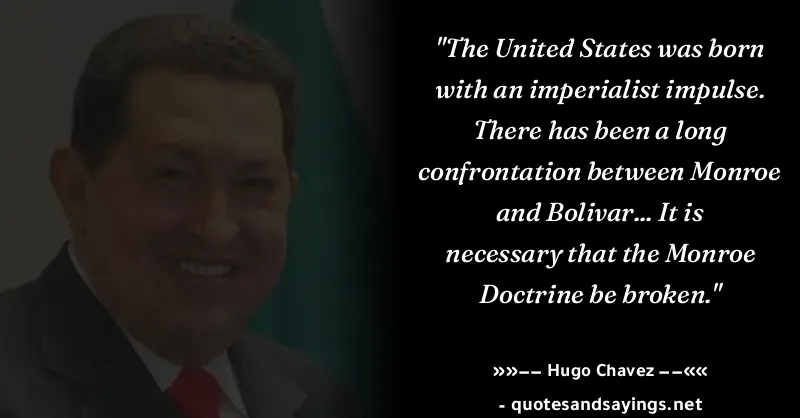 "The United States was born
with an imperialist impulse.
There has been a long
confrontation between Monroe
and Bolivar... It is
necessary that the Monroe
Doctrine be broken."
»»−− Hugo Chavez −−««
- quotesandsayings.net